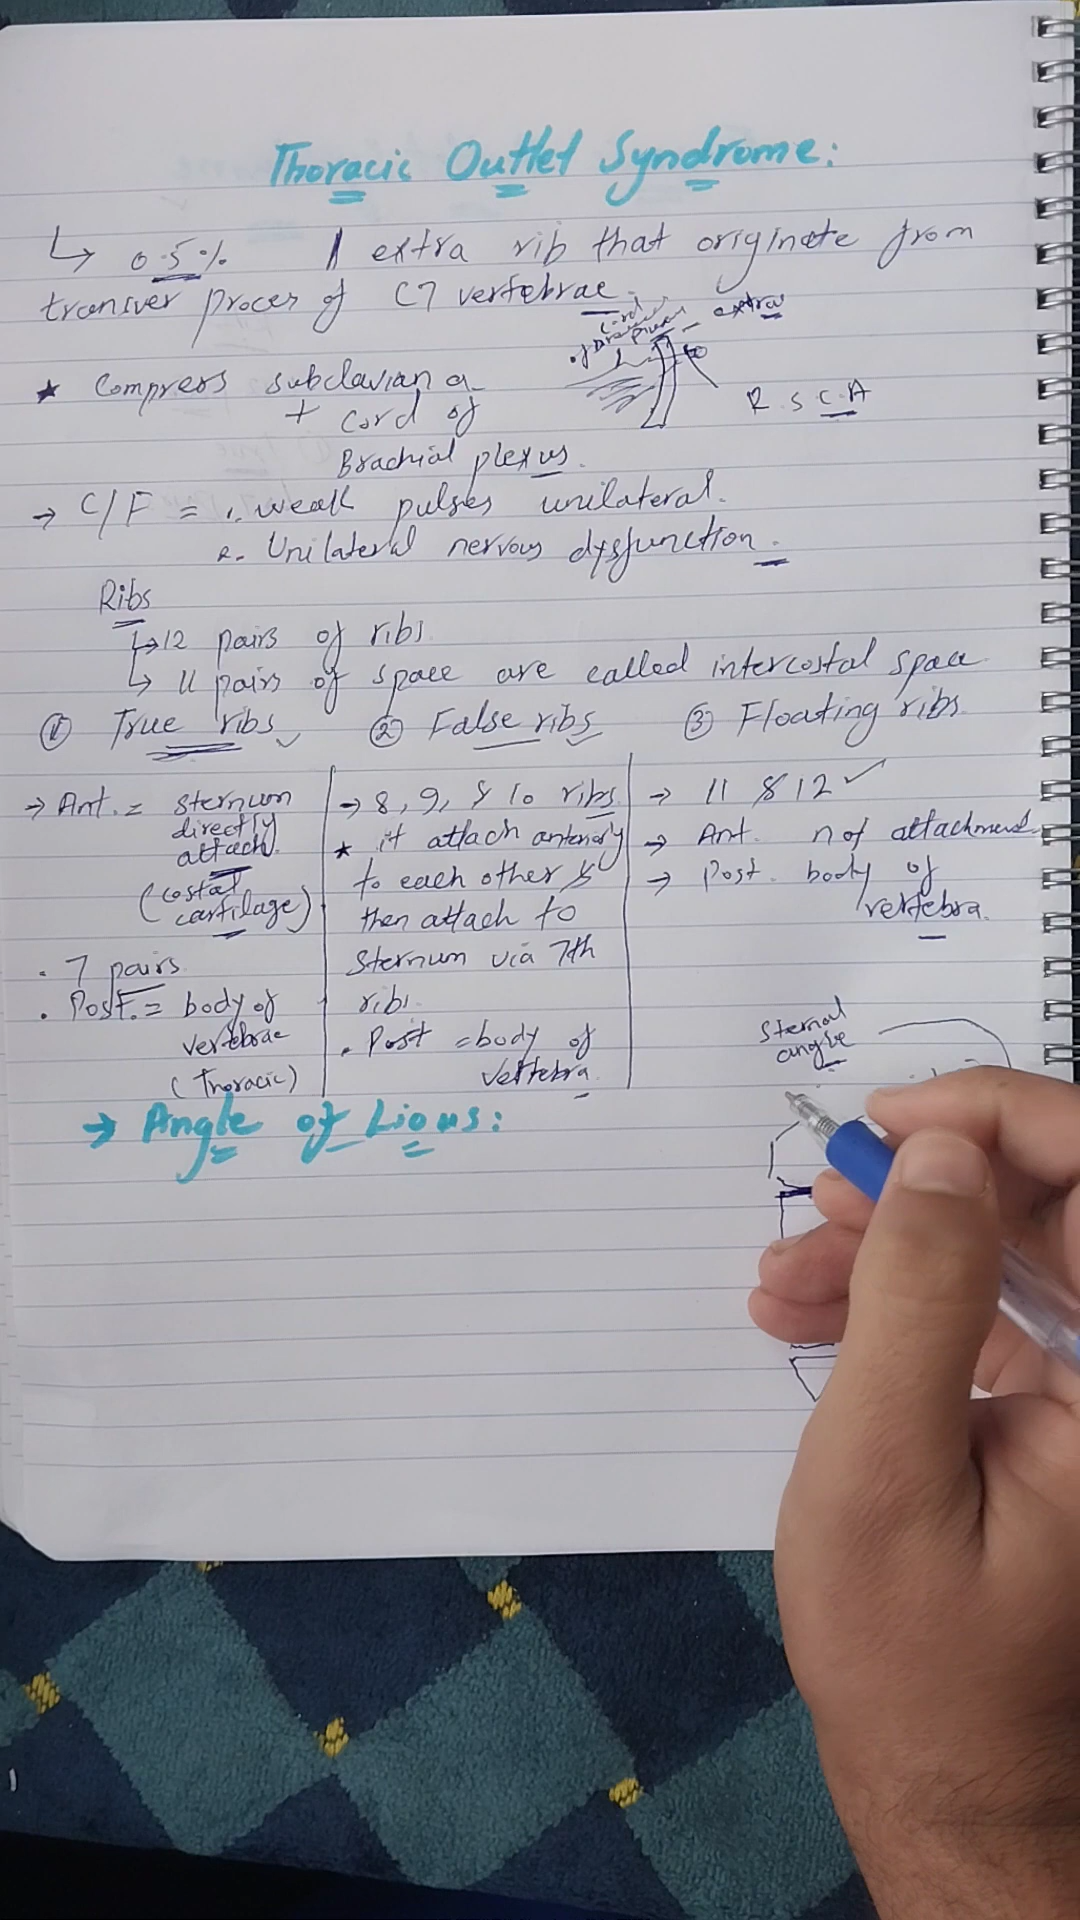 Thoracic Outlet Syndrome:
↳ 0.5% 1 extra rib that originate from
transver proces of C7 vertebrae.
cord
of Brachial
plexus
extra
R.S.C.A
★ Compress subclavian a
+ cord of
Brachial plexus.
→ C/F = 1. weak pulses unilateral.
2. Unilateral nervous dysfunction.
Ribs
↳ 12 pairs of ribs.
↳ 11 pairs of space are called intercostal space
① True ribs ② False ribs ③ Floating ribs.
→ Ant. = sternum
directly
attach.
(costal
cartilage)
. 7 pairs
. Post. = body of
vertebrae
(Thoracic)
→ 8, 9, & 10 ribs
★ it attach anteriorly
to each other &
then attach to
sternum via 7th
ribs.
. Post = body of
vertebra.
→ 11 & 12 ✓
→ Ant. not attachment
→ Post. body of
vertebra.
Sternal
angle
→ Angle of Lious: